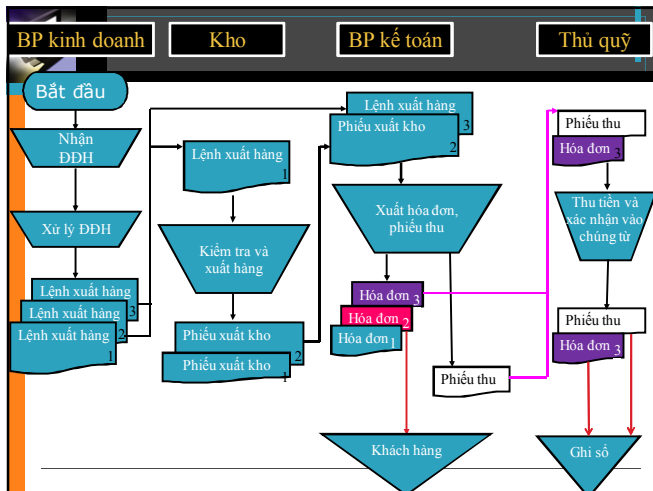 BP kinh doanh
Kho
BP kế toán
Thủ quỹ
Bắt đầu
Nhận
ĐĐH
Xử lý ĐĐH
Lệnh xuất hàng
Lệnh xuất hàng
3
Lệnh xuất hàng
2
1
Lệnh xuất hàng
1
Kiểm tra và
xuất hàng
Phiếu xuất kho
2
Phiếu xuất kho
1
Lệnh xuất hàng
3
Phiếu xuất kho
2
Xuất hóa đơn,
phiếu thu
Hóa đơn 3
Hóa đơn 2
Hóa đơn 1
Phiếu thu
Khách hàng
Phiếu thu
Hóa đơn 3
Thu tiền và
xác nhận vào
chúng từ
Phiếu thu
Hóa đơn 3
Ghi sổ